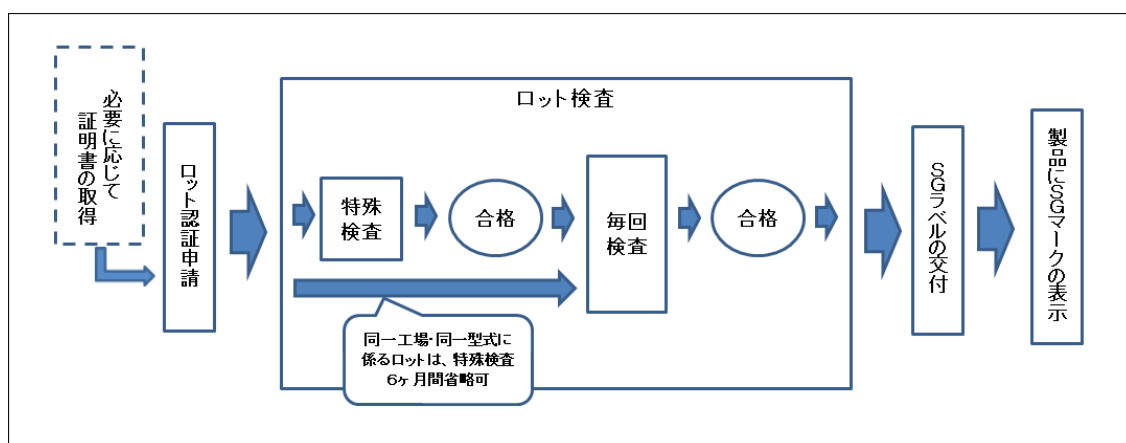 必要に応じて
証明書の取得
ロット認証申請
ロット検査
特殊
検査
合格
毎回
検査
合格
同一工場・同一型式に
係るロットは、特殊検査
6ヶ月間省略可
SGラベルの交付
製品にSGマークの表示